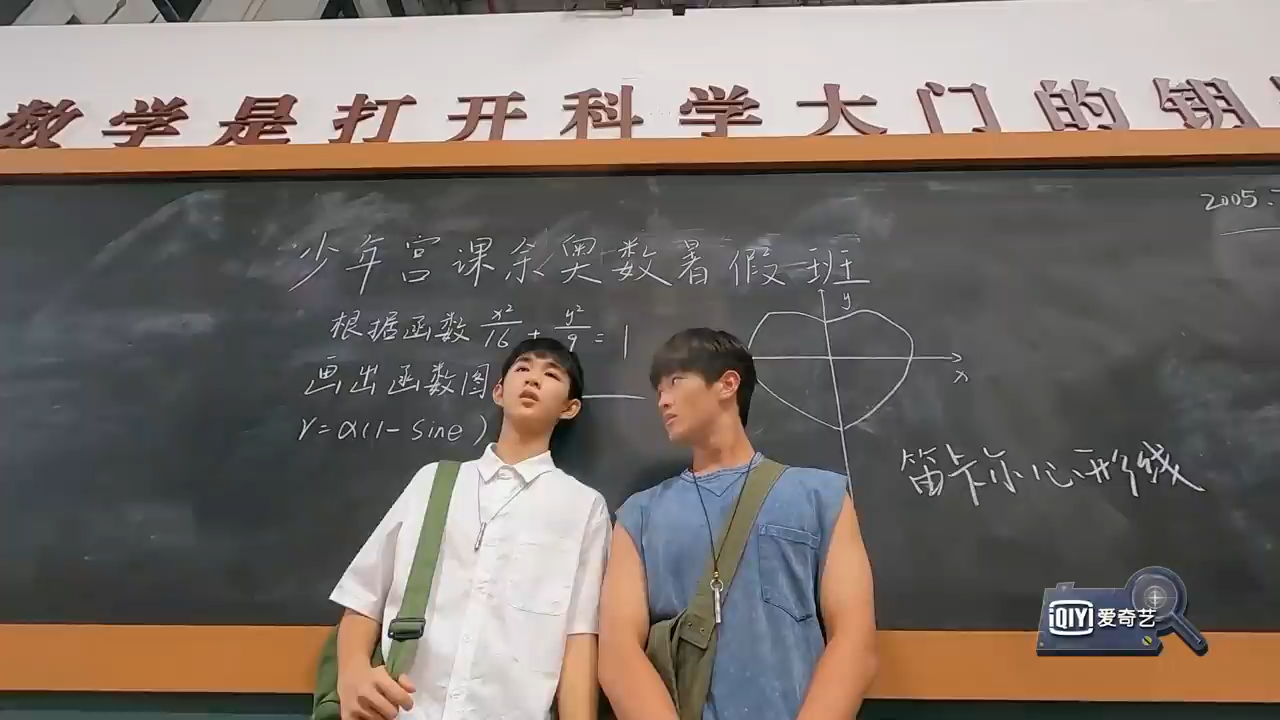 数学是打开科学大门的钥
2005.
少年宫课余奥数暑假班
根据函数 x²/16 + y²/9 = 1
画出函数图
r=a(1-sinθ)
y
x
笛卡尔心形线
iQIYI 爱奇艺